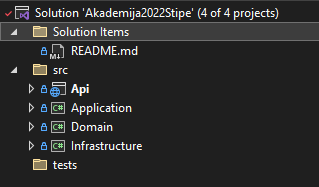 Solution 'Akademija2022Stipe' (4 of 4 projects)
Solution Items
README.md
src
Api
Application
Domain
Infrastructure
tests